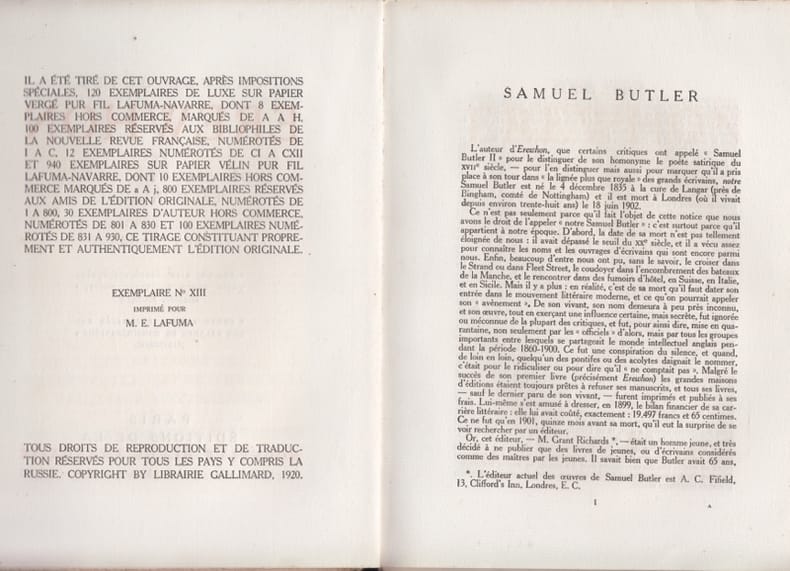 IL A ÉTÉ TIRÉ DE CET OUVRAGE, APRÈS IMPOSITIONS
SPÉCIALES, 120 EXEMPLAIRES DE LUXE SUR PAPIER
VERGÉ PUR FIL LAFUMA-NAVARRE, DONT 8 EXEM-
PLAIRES HORS COMMERCE, MARQUÉS DE A A H,
100 EXEMPLAIRES RÉSERVÉS AUX BIBLIOPHILES DE
LA NOUVELLE REVUE FRANÇAISE, NUMÉROTÉS DE
I A C, 12 EXEMPLAIRES NUMÉROTÉS DE CI A CXII
ET 940 EXEMPLAIRES SUR PAPIER VÉLIN PUR FIL
LAFUMA-NAVARRE, DONT 10 EXEMPLAIRES HORS COM-
MERCE MARQUÉS DE a A j, 800 EXEMPLAIRES RÉSERVÉS
AUX AMIS DE L'ÉDITION ORIGINALE, NUMÉROTÉS DE
1 A 800, 30 EXEMPLAIRES D'AUTEUR HORS COMMERCE,
NUMÉROTÉS DE 801 A 830 ET 100 EXEMPLAIRES NUMÉ-
ROTÉS DE 831 A 930, CE TIRAGE CONSTITUANT PROPRE-
MENT ET AUTHENTIQUEMENT L'ÉDITION ORIGINALE.
EXEMPLAIRE No XIII
IMPRIMÉ POUR
M. E. LAFUMA
TOUS DROITS DE REPRODUCTION ET DE TRADUC-
TION RÉSERVÉS POUR TOUS LES PAYS Y COMPRIS LA
RUSSIE. COPYRIGHT BY LIBRAIRIE GALLIMARD, 1920.
SAMUEL BUTLER
L'auteur d'Erewhon, que certains critiques ont appelé « Samuel
Butler II » pour le distinguer de son homonyme le poète satirique du
XVIIe siècle, — pour l'en distinguer mais aussi pour marquer qu'il a pris
place à son tour dans « la lignée plus que royale » des grands écrivains, notre
Samuel Butler est né le 4 décembre 1835 à la cure de Langar (près de
Bingham, comté de Nottingham) et il est mort à Londres (où il vivait
depuis environ trente-huit ans) le 18 juin 1902.
Ce n'est pas seulement parce qu'il fait l'objet de cette notice que nous
avons le droit de l'appeler « notre Samuel Butler » : c'est surtout parce qu'il
appartient à notre époque. D'abord, la date de sa mort n'est pas tellement
éloignée de nous : il avait dépassé le seuil du XXe siècle, et il a vécu assez
pour connaître les noms et les ouvrages d'écrivains qui sont encore parmi
nous. Enfin, beaucoup d'entre nous ont pu, sans le savoir, le croiser dans
le Strand ou dans Fleet Street, le coudoyer dans l'encombrement des bateaux
de la Manche, et le rencontrer dans des fumoirs d'hôtel, en Suisse, en Italie,
et en Sicile. Mais il y a plus : en réalité, c'est de sa mort qu'il faut dater son
entrée dans le mouvement littéraire moderne, et ce qu'on pourrait appeler
son « avènement ». De son vivant, son nom demeura à peu près inconnu,
et son œuvre, tout en exerçant une influence certaine, mais secrète, fut ignorée
ou méconnue de la plupart des critiques, et fut, pour ainsi dire, mise en qua-
rantaine, non seulement par les « officiels » d'alors, mais par tous les groupes
importants entre lesquels se partageait le monde intellectuel anglais pen-
dant la période 1860-1900. Ce fut une conspiration du silence, et quand,
de loin en loin, quelqu'un des pontifes ou des acolytes daignait le nommer,
c'était pour le ridiculiser ou pour dire qu'il « ne comptait pas ». Malgré le
succès de son premier livre (précisément Erewhon) les grandes maisons
d'éditions étaient toujours prêtes à refuser ses manuscrits, et tous ses livres,
— sauf le dernier paru de son vivant, — furent imprimés et publiés à ses
frais. Lui-même s'est amusé à dresser, en 1899, le bilan financier de sa car-
rière littéraire : elle lui avait coûté, exactement : 19.497 francs et 65 centimes.
Ce ne fut qu'en 1901, quinze mois avant sa mort, qu'il eut la surprise de se
voir rechercher par un éditeur.
Or, cet éditeur, — M. Grant Richards *, — était un homme jeune, et très
décidé à ne publier que des livres de jeunes, ou d'écrivains considérés
comme des maîtres par les jeunes. Il savait bien que Butler avait 65 ans,
*. L'éditeur actuel des œuvres de Samuel Butler est A. C. Fifield,
13, Clifford's Inn, Londres, E. C.
1 A